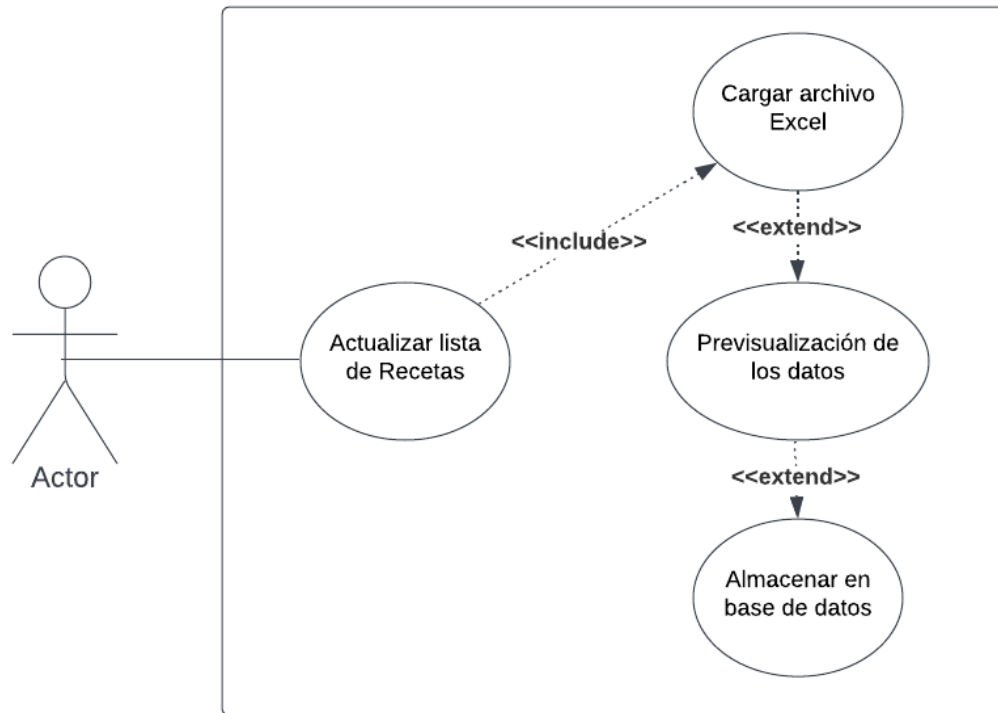 Cargar archivo
Excel
<<extend>>
<<include>>
Actualizar lista
de Recetas
Previsualización de
los datos
Actor
<<extend>>
Almacenar en
base de datos